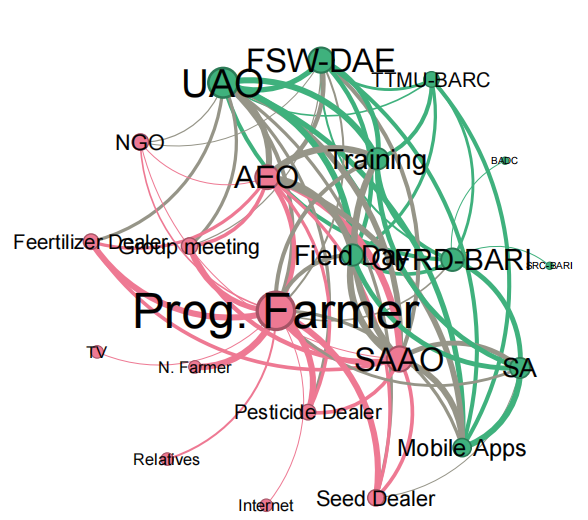 FSW-DAE
UAO
TTMU-BARC
NGO
Training
BADC
AEO
Feertilizer Dealer
Group meeting
Field Day
OFRD-BARI
SRC-BARI
Prog. Farmer
TV
N. Farmer
SAAO
SA
Pesticide Dealer
Mobile Apps
Relatives
Internet
Seed Dealer